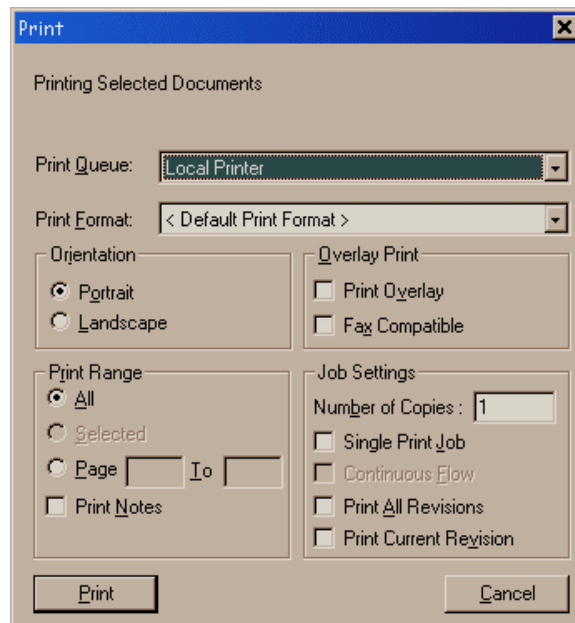 Print
Printing Selected Documents
Print Queue: Local Printer
Print Format: < Default Print Format >
Orientation
Portrait
Landscape
Overlay Print
Print Overlay
Fax Compatible
Print Range
All
Selected
Page To
Print Notes
Job Settings
Number of Copies : 1
Single Print Job
Continuous Flow
Print All Revisions
Print Current Revision
Print
Cancel